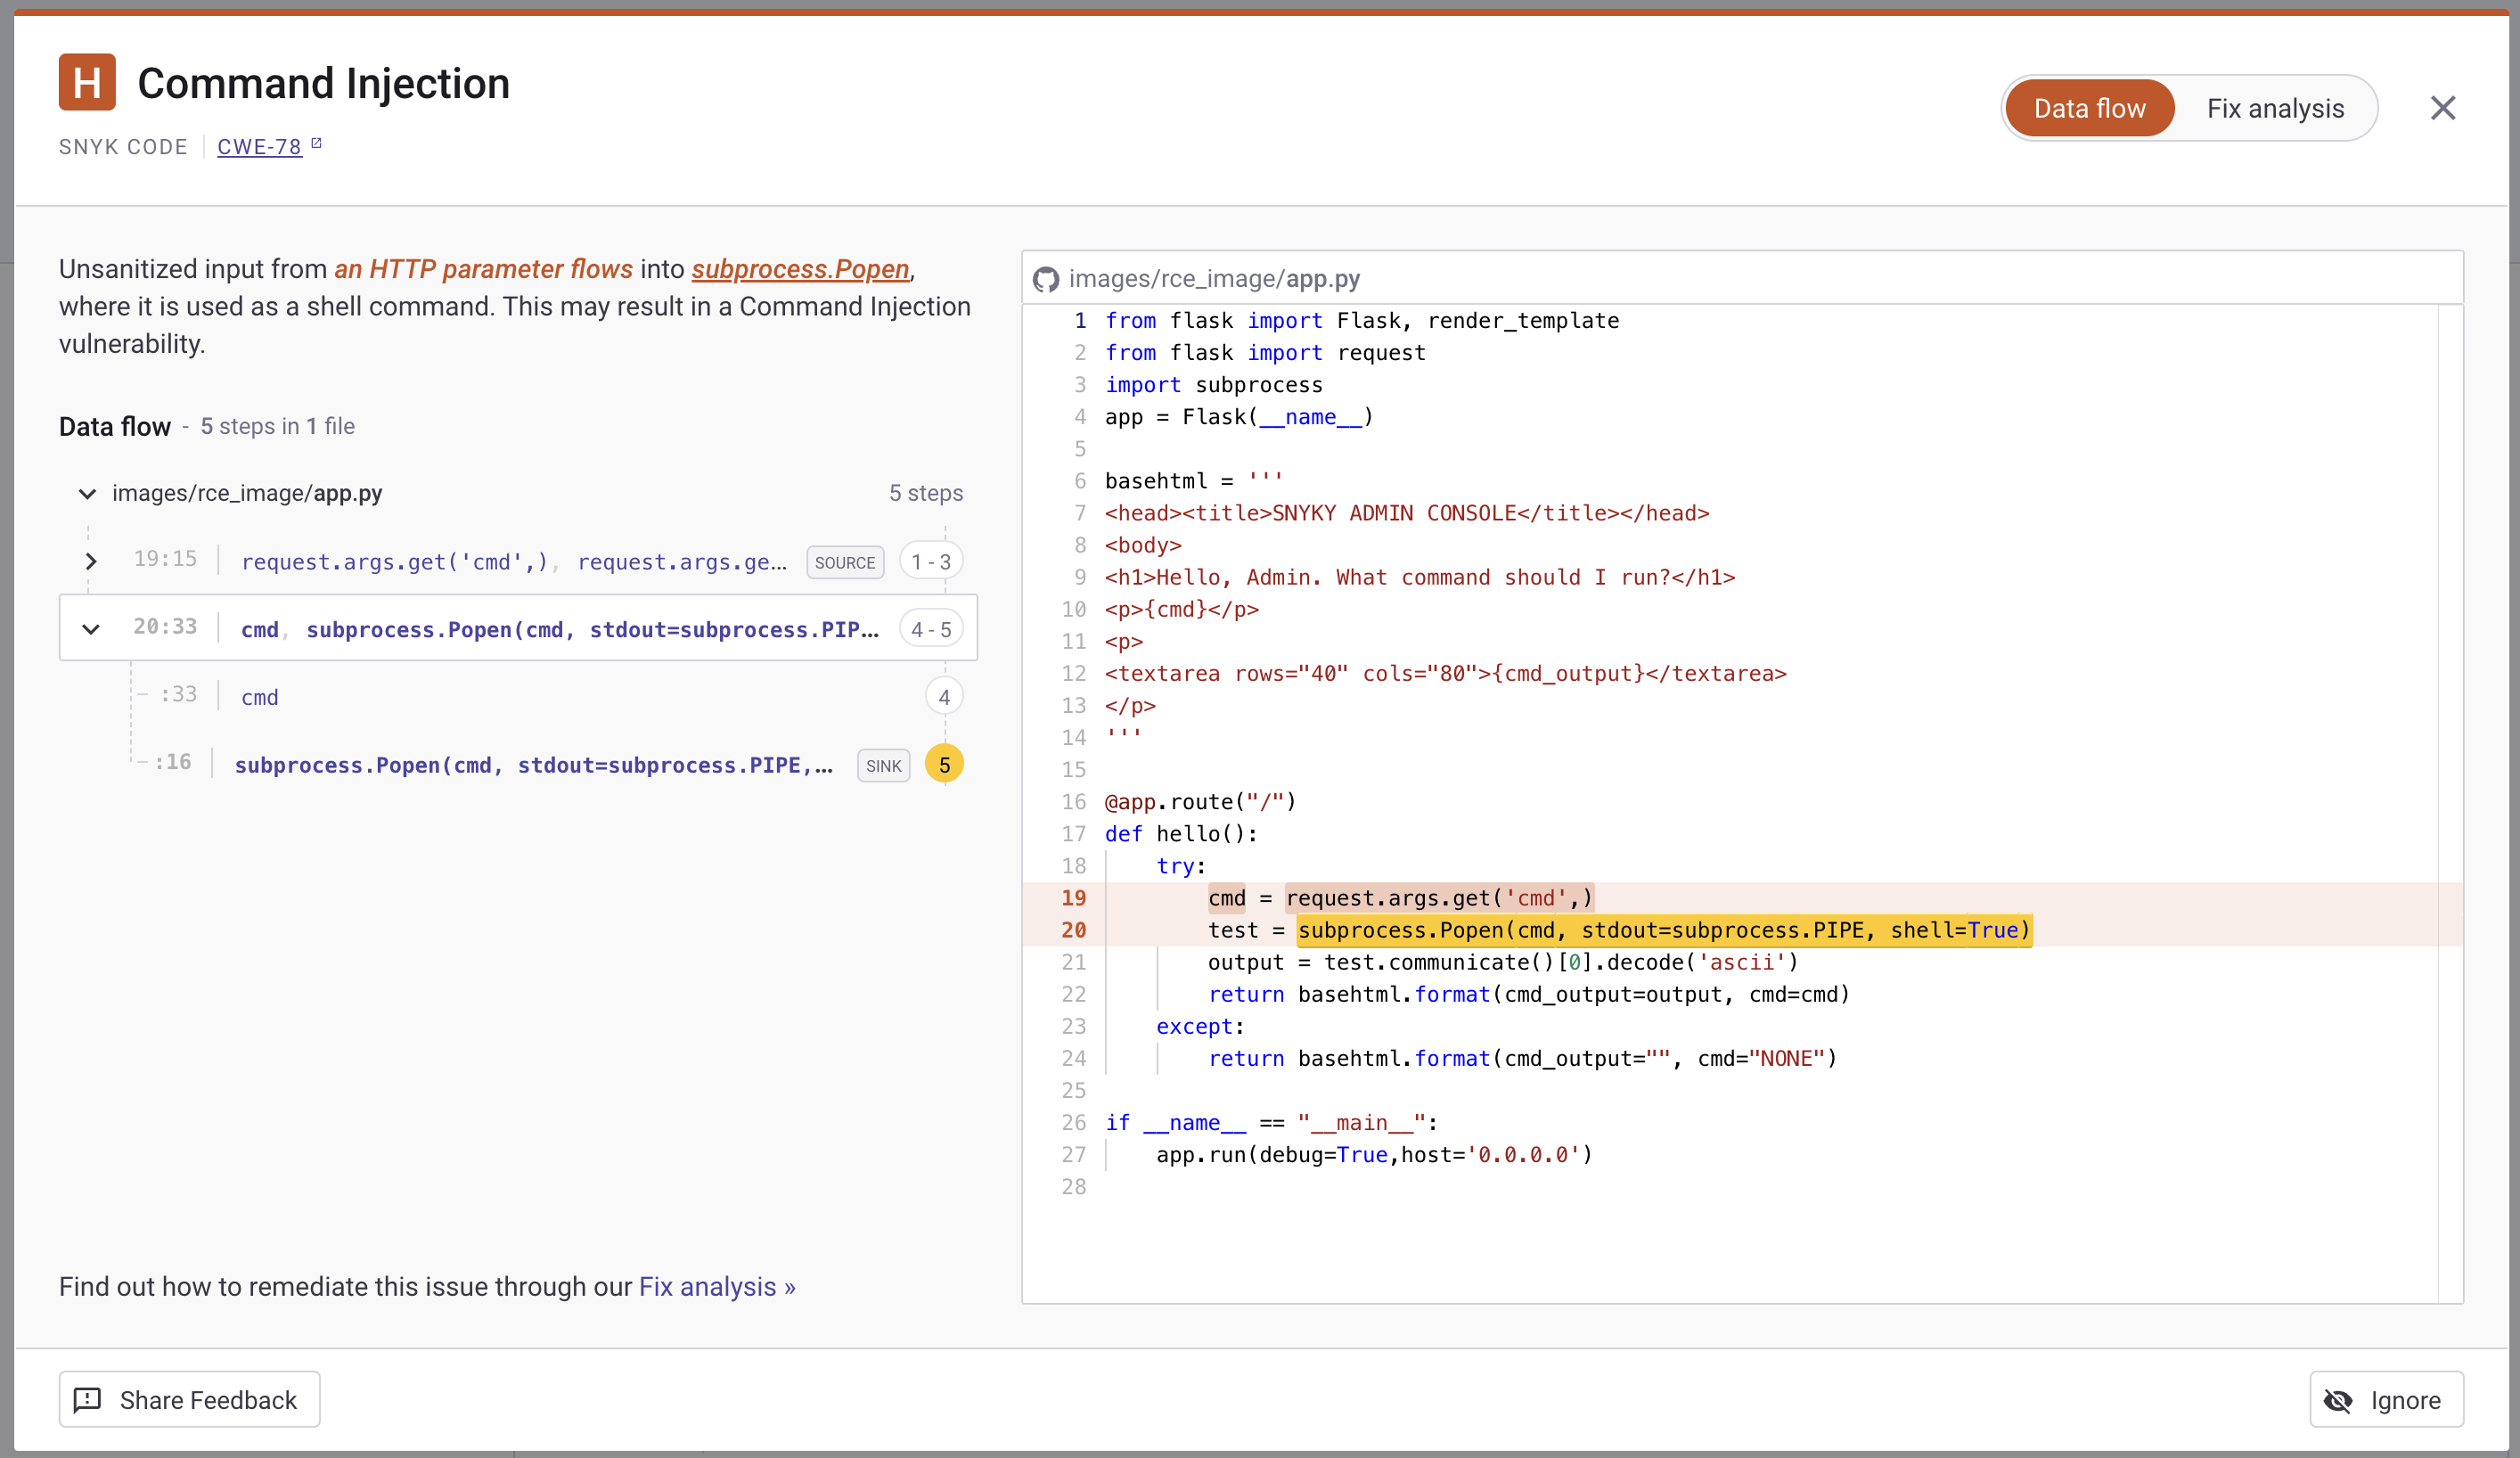 H Command Injection
SNYK CODE CWE-78
Data flow Fix analysis
Unsanitized input from an HTTP parameter flows into subprocess.Popen,
where it is used as a shell command. This may result in a Command Injection
vulnerability.
Data flow - 5 steps in 1 file
images/rce_image/app.py 5 steps
19:15 request.args.get('cmd',), request.args.ge... SOURCE 1 - 3
20:33 cmd, subprocess.Popen(cmd, stdout=subprocess.PIP... 4 - 5
:33 cmd 4
:16 subprocess.Popen(cmd, stdout=subprocess.PIPE,... SINK 5
Find out how to remediate this issue through our Fix analysis »
images/rce_image/app.py
1 from flask import Flask, render_template
2 from flask import request
3 import subprocess
4 app = Flask(__name__)
5
6 basehtml = '''
7 <head><title>SNYKY ADMIN CONSOLE</title></head>
8 <body>
9 <h1>Hello, Admin. What command should I run?</h1>
10 <p>{cmd}</p>
11 <p>
12 <textarea rows="40" cols="80">{cmd_output}</textarea>
13 </p>
14 '''
15
16 @app.route("/")
17 def hello():
18     try:
19         cmd = request.args.get('cmd',)
20         test = subprocess.Popen(cmd, stdout=subprocess.PIPE, shell=True)
21         output = test.communicate()[0].decode('ascii')
22         return basehtml.format(cmd_output=output, cmd=cmd)
23     except:
24         return basehtml.format(cmd_output="", cmd="NONE")
25
26 if __name__ == "__main__":
27     app.run(debug=True,host='0.0.0.0')
28
Share Feedback
Ignore